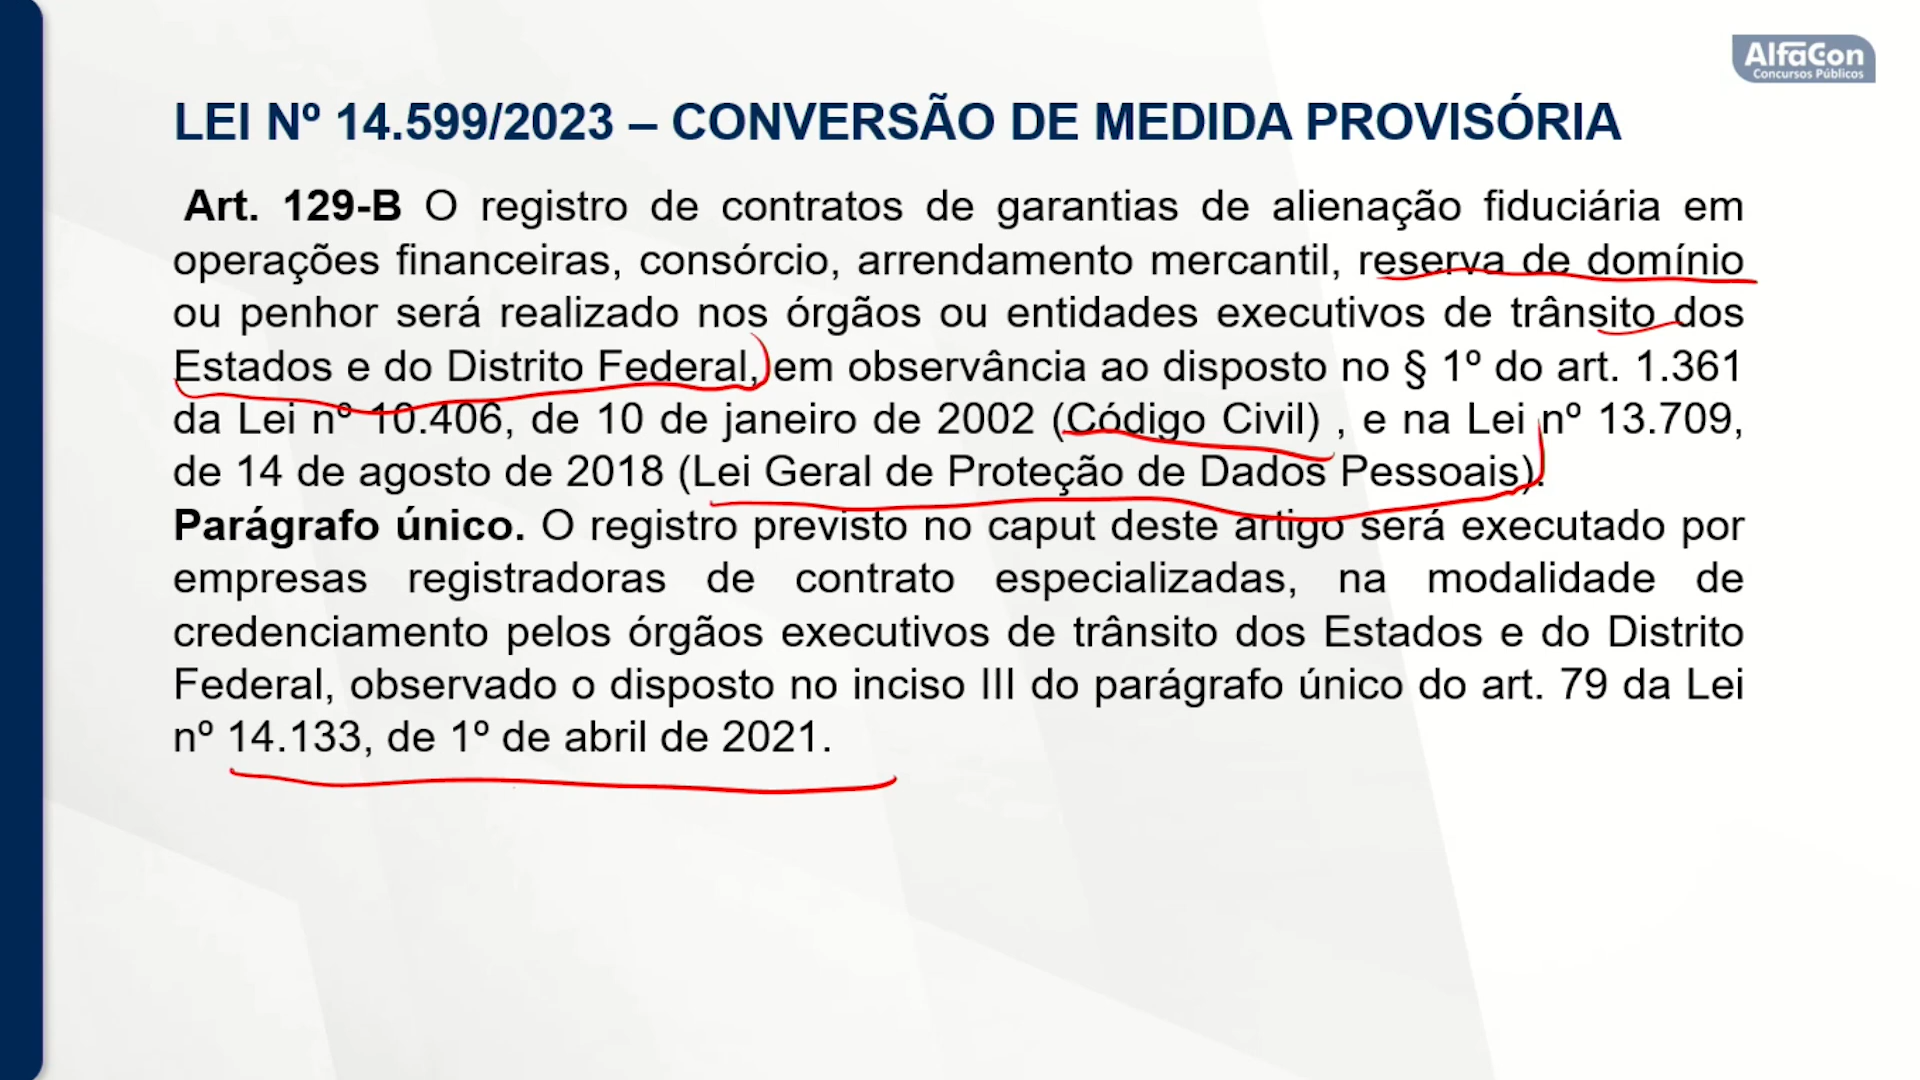 AlfaCon
Concursos Públicos
LEI Nº 14.599/2023 – CONVERSÃO DE MEDIDA PROVISÓRIA
Art. 129-B O registro de contratos de garantias de alienação fiduciária em
operações financeiras, consórcio, arrendamento mercantil, reserva de domínio
ou penhor será realizado nos órgãos ou entidades executivos de trânsito dos
Estados e do Distrito Federal, em observância ao disposto no § 1º do art. 1.361
da Lei nº 10.406, de 10 de janeiro de 2002 (Código Civil) , e na Lei nº 13.709,
de 14 de agosto de 2018 (Lei Geral de Proteção de Dados Pessoais).
Parágrafo único. O registro previsto no caput deste artigo será executado por
empresas registradoras de contrato especializadas, na modalidade de
credenciamento pelos órgãos executivos de trânsito dos Estados e do Distrito
Federal, observado o disposto no inciso III do parágrafo único do art. 79 da Lei
nº 14.133, de 1º de abril de 2021.